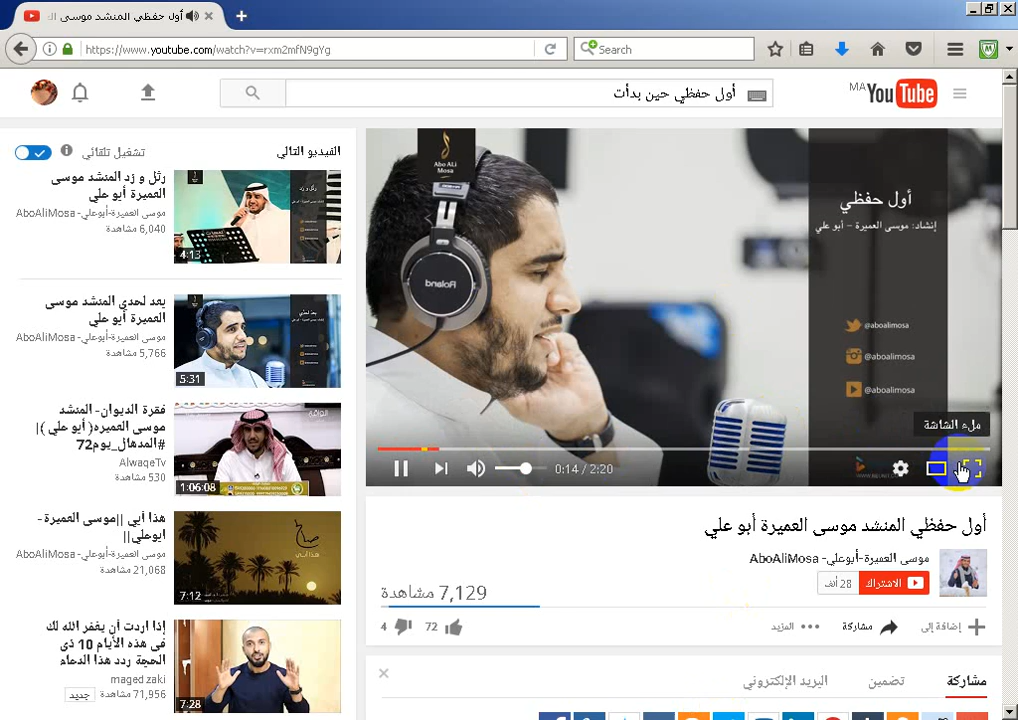 أول حفظي المنشد موسى ال
https://www.youtube.com/watch?v=rxm2mfN9gYg
Search
أول حفظي حين بدأت
MA
YouTube
Abo ALi
Mosa
Roland
أول حفظي
إنشاد: موسى العميرة - أبو علي
@aboalimosa
@aboalimosa
@aboalimosa
ملء الشاشة
0:14 / 2:20
أول حفظي المنشد موسى العميرة أبو علي
موسى العميرة-أبوعلي- AboAliMosa
الاشتراك
28 ألف
7,129 مشاهدة
إضافة إلى
مشاركة
المزيد
72
4
مشاركة
تضمين
البريد الإلكتروني
الفيديو التالي
تشغيل تلقائي
رتّل و زد المنشد موسى
العميرة أبو علي
موسى العميرة-أبوعلي- AboAliMosa
6,040 مشاهدة
4:13
بعد لحدي المنشد موسى
العميرة أبو علي
موسى العميرة-أبوعلي- AboAliMosa
5,766 مشاهدة
5:31
فقرة الديوان- المنشد
موسى العميره( أبو علي )|
#المدهال_يوم72
AlwaqeTv
530 مشاهدة
1:06:08
هذا أبي ||موسى العميرة -
ابوعلي||
موسى العميرة-أبوعلي- AboAliMosa
21,068 مشاهدة
7:12
إذا اردت أن يغفر الله لك
في هذه الأيام 10 ذي
الحجة ردد هذا الدعاء
maged zaki
71,956 مشاهدة
جديد
7:28